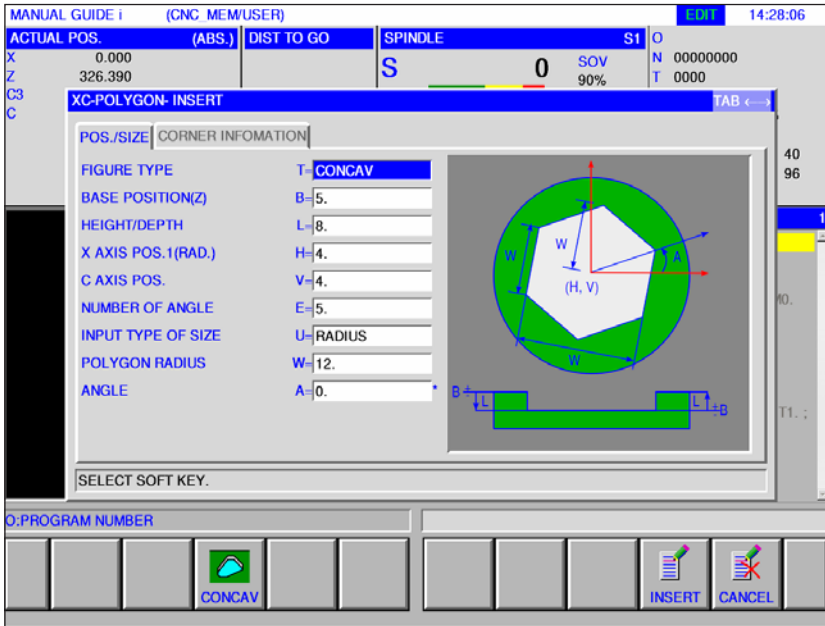 MANUAL GUIDE i (CNC_MEM/USER) EDIT 14:28:06
ACTUAL POS. (ABS.) DIST TO GO SPINDLE S1 O
X 0.000 S 0 SOV N 00000000
Z 326.390 90% T 0000
C3
C
XC-POLYGON- INSERT TAB ←→
POS./SIZE CORNER INFOMATION
FIGURE TYPE T=CONCAV
BASE POSITION(Z) B=5.
HEIGHT/DEPTH L=8.
X AXIS POS.1(RAD.) H=4.
C AXIS POS. V=4.
NUMBER OF ANGLE E=5.
INPUT TYPE OF SIZE U=RADIUS
POLYGON RADIUS W=12.
ANGLE A=0. *
W
W
A
(H, V)
W
B ÷ L
L ÷B
40
96
1
M0.
T1. ;
SELECT SOFT KEY.
O:PROGRAM NUMBER
CONCAV INSERT CANCEL